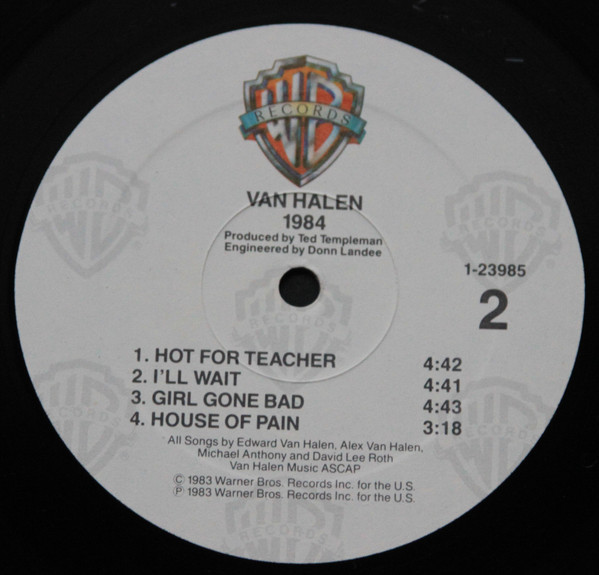 RECORDS
VAN HALEN
1984
Produced by Ted Templeman
Engineered by Donn Landee
1-23985
2
1. HOT FOR TEACHER 4:42
2. I'LL WAIT 4:41
3. GIRL GONE BAD 4:43
4. HOUSE OF PAIN 3:18
All Songs by Edward Van Halen, Alex Van Halen,
Michael Anthony and David Lee Roth
Van Halen Music ASCAP
© 1983 Warner Bros. Records Inc. for the U.S.
℗ 1983 Warner Bros. Records Inc. for the U.S.